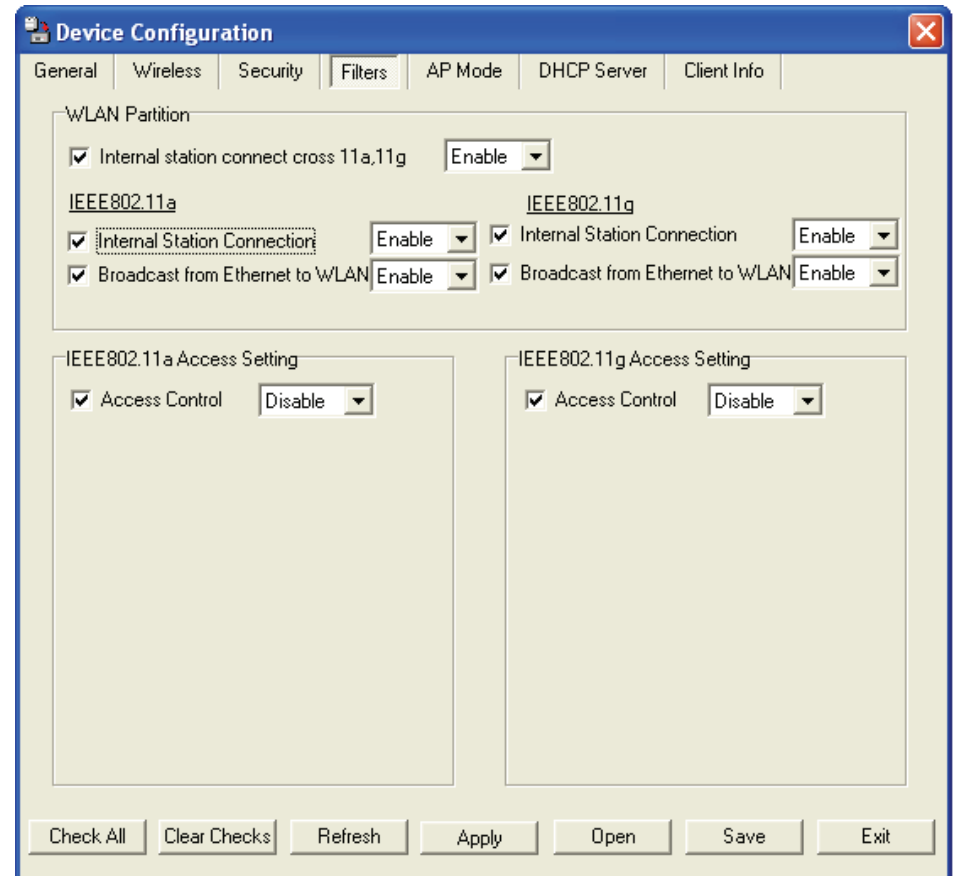 Device Configuration
General Wireless Security Filters AP Mode DHCP Server Client Info
WLAN Partition
Internal station connect cross 11a,11g Enable
IEEE802.11a IEEE802.11g
Internal Station Connection Enable Internal Station Connection Enable
Broadcast from Ethernet to WLAN Enable Broadcast from Ethernet to WLAN Enable
IEEE802.11a Access Setting IEEE802.11g Access Setting
Access Control Disable Access Control Disable
Check All Clear Checks Refresh Apply Open Save Exit